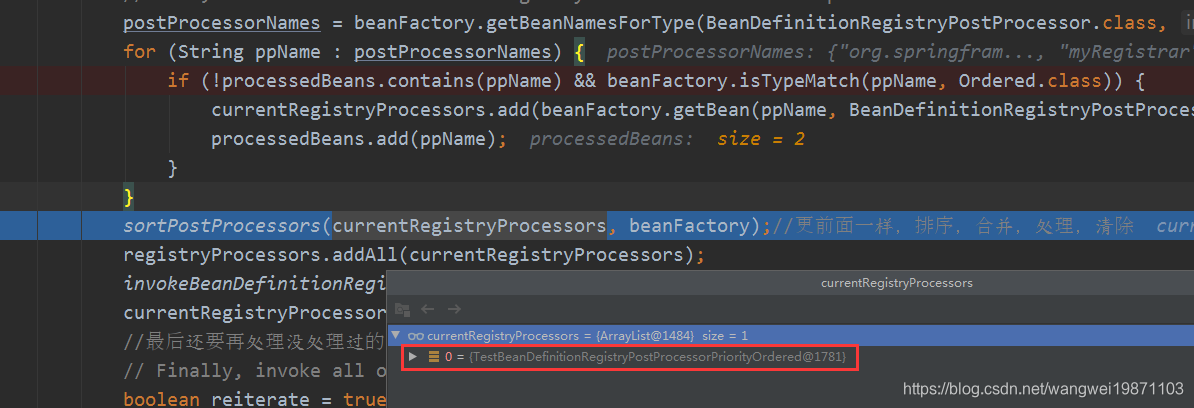 postProcessorNames = beanFactory.getBeanNamesForType(BeanDefinitionRegistryPostProcessor.class,
for (String ppName : postProcessorNames) { postProcessorNames: {"org.springfram..., "myRegistrar
if (!processedBeans.contains(ppName) && beanFactory.isTypeMatch(ppName, Ordered.class)) {
currentRegistryProcessors.add(beanFactory.getBean(ppName, BeanDefinitionRegistryPostProces
processedBeans.add(ppName); processedBeans: size = 2
}
}
sortPostProcessors(currentRegistryProcessors, beanFactory);//更前面一样，排序，合并，处理，清除 curr
registryProcessors.addAll(currentRegistryProcessors);
invokeBeanDefinitionRegi
currentRegistryProcessors
currentRegistryProcessor
currentRegistryProcessors = {ArrayList@1484} size = 1
//最后还要再处理没处理过的
0 = {TestBeanDefinitionRegistryPostProcessorPriorityOrdered@1781}
// Finally, invoke all o
boolean reiterate = true
https://blog.csdn.net/wangwei19871103